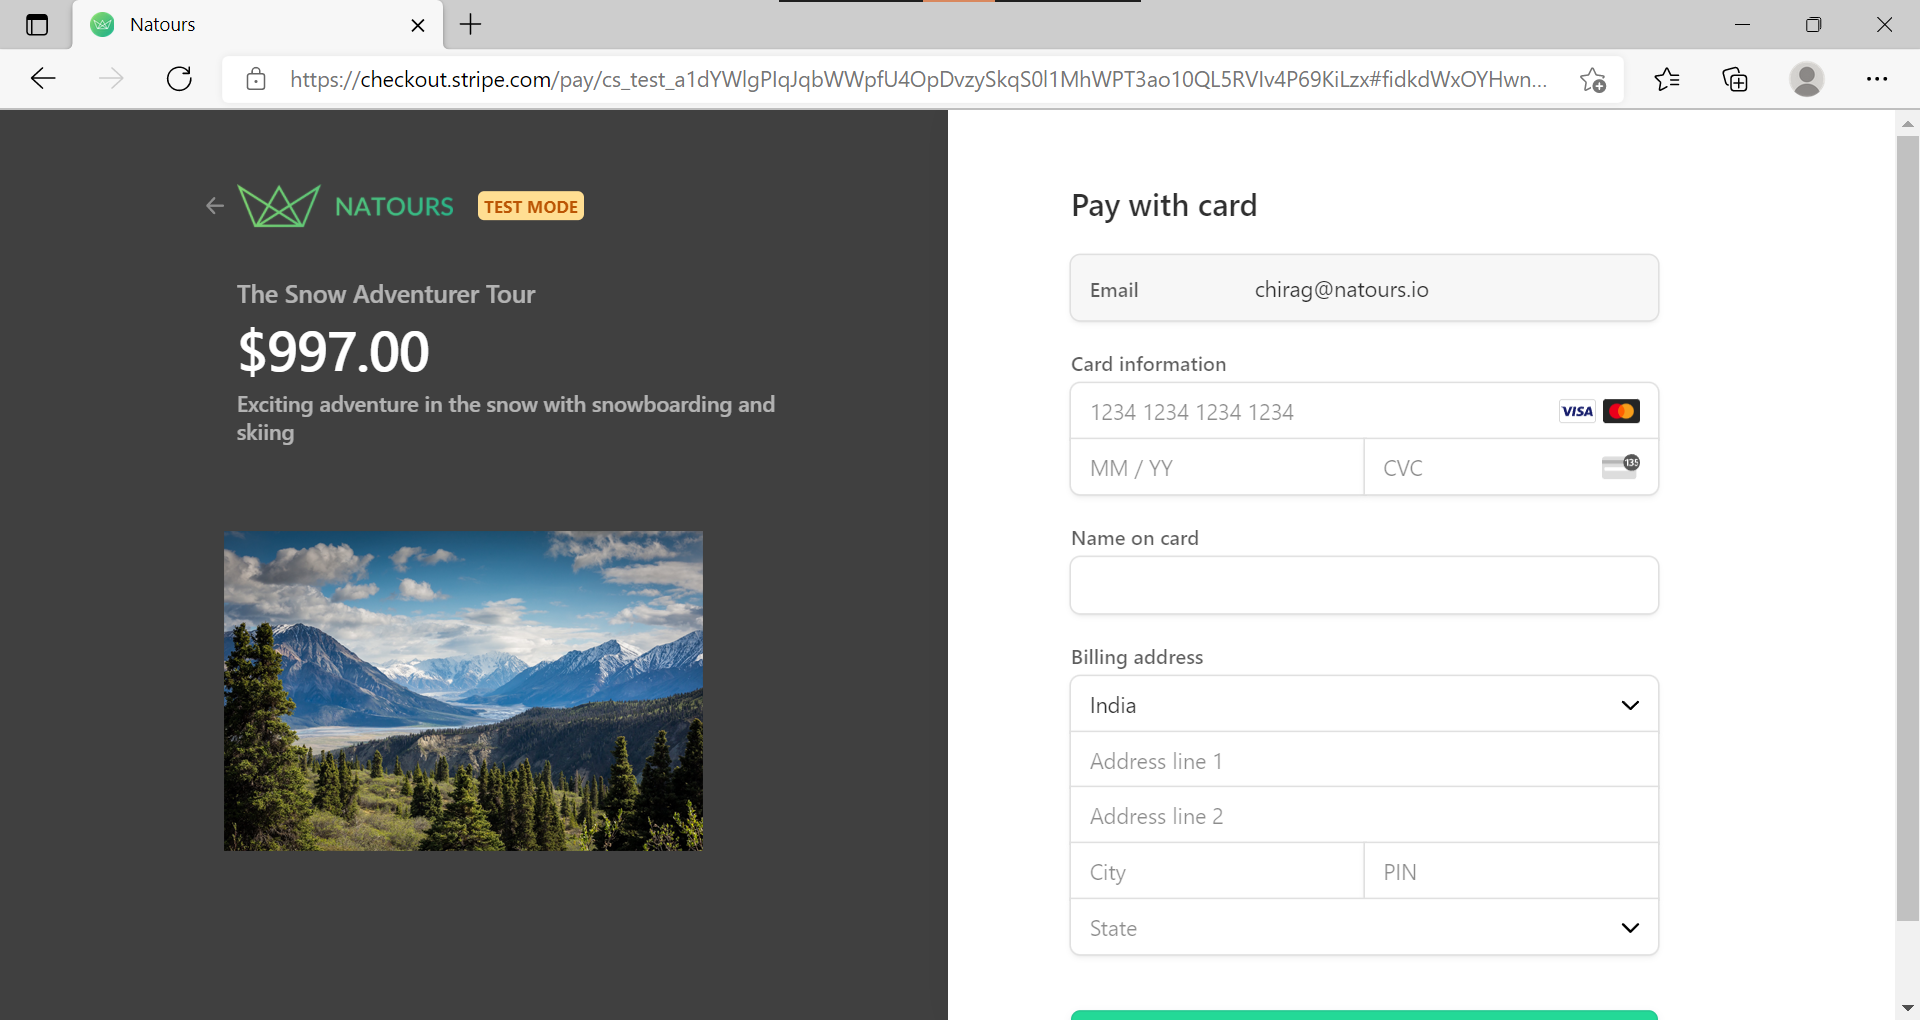 Natours
https://checkout.stripe.com/pay/cs_test_a1dYWlgPIqJqbWWpfU4OpDvzySkqS0l1MhWPT3ao10QL5RVIv4P69KiLzx#fidkdWxOYHwn...
NATOURS TEST MODE
The Snow Adventurer Tour
$997.00
Exciting adventure in the snow with snowboarding and
skiing
Pay with card
Email chirag@natours.io
Card information
1234 1234 1234 1234 VISA
MM / YY CVC 135
Name on card
Billing address
India
Address line 1
Address line 2
City PIN
State